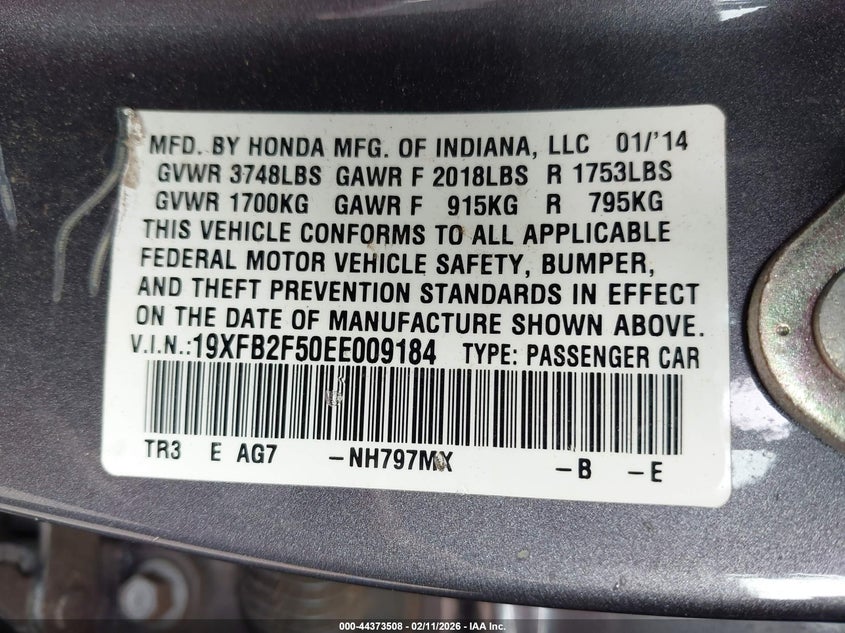 MFD. BY HONDA MFG. OF INDIANA, LLC 01/'14
GVWR 3748LBS GAWR F 2018LBS R 1753LBS
GVWR 1700KG GAWR F 915KG R 795KG
THIS VEHICLE CONFORMS TO ALL APPLICABLE
FEDERAL MOTOR VEHICLE SAFETY, BUMPER,
AND THEFT PREVENTION STANDARDS IN EFFECT
ON THE DATE OF MANUFACTURE SHOWN ABOVE.
V.I.N.:19XFB2F50EE009184 TYPE: PASSENGER CAR
TR3 E AG7 -NH797MX -B -E
000-44373508 - 02/11/2026 - IAA Inc.